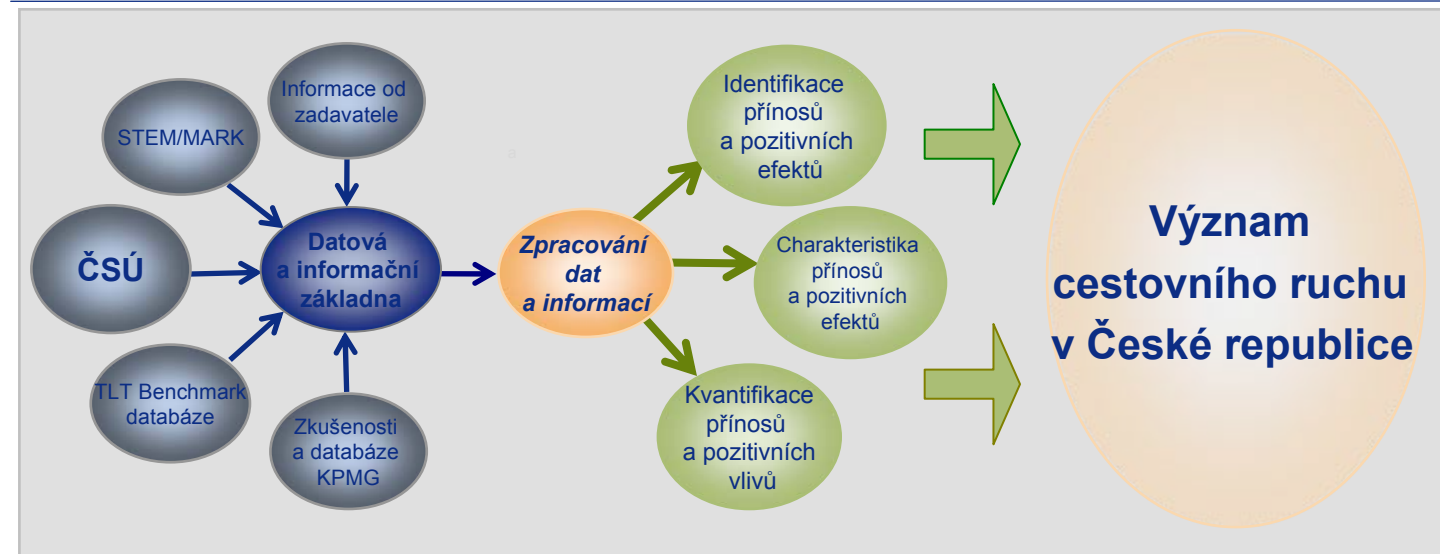 Informace od
zadavatele
STEM/MARK
ČSÚ
TLT Benchmark
databáze
Zkušenosti
a databáze
KPMG
Datová
a informační
základna
Zpracování
dat
a informací
Identifikace
přínosů
a pozitivních
efektů
Charakteristika
přínosů
a pozitivních
efektů
Kvantifikace
přínosů
a pozitivních
vlivů
Význam
cestovního ruchu
v České republice